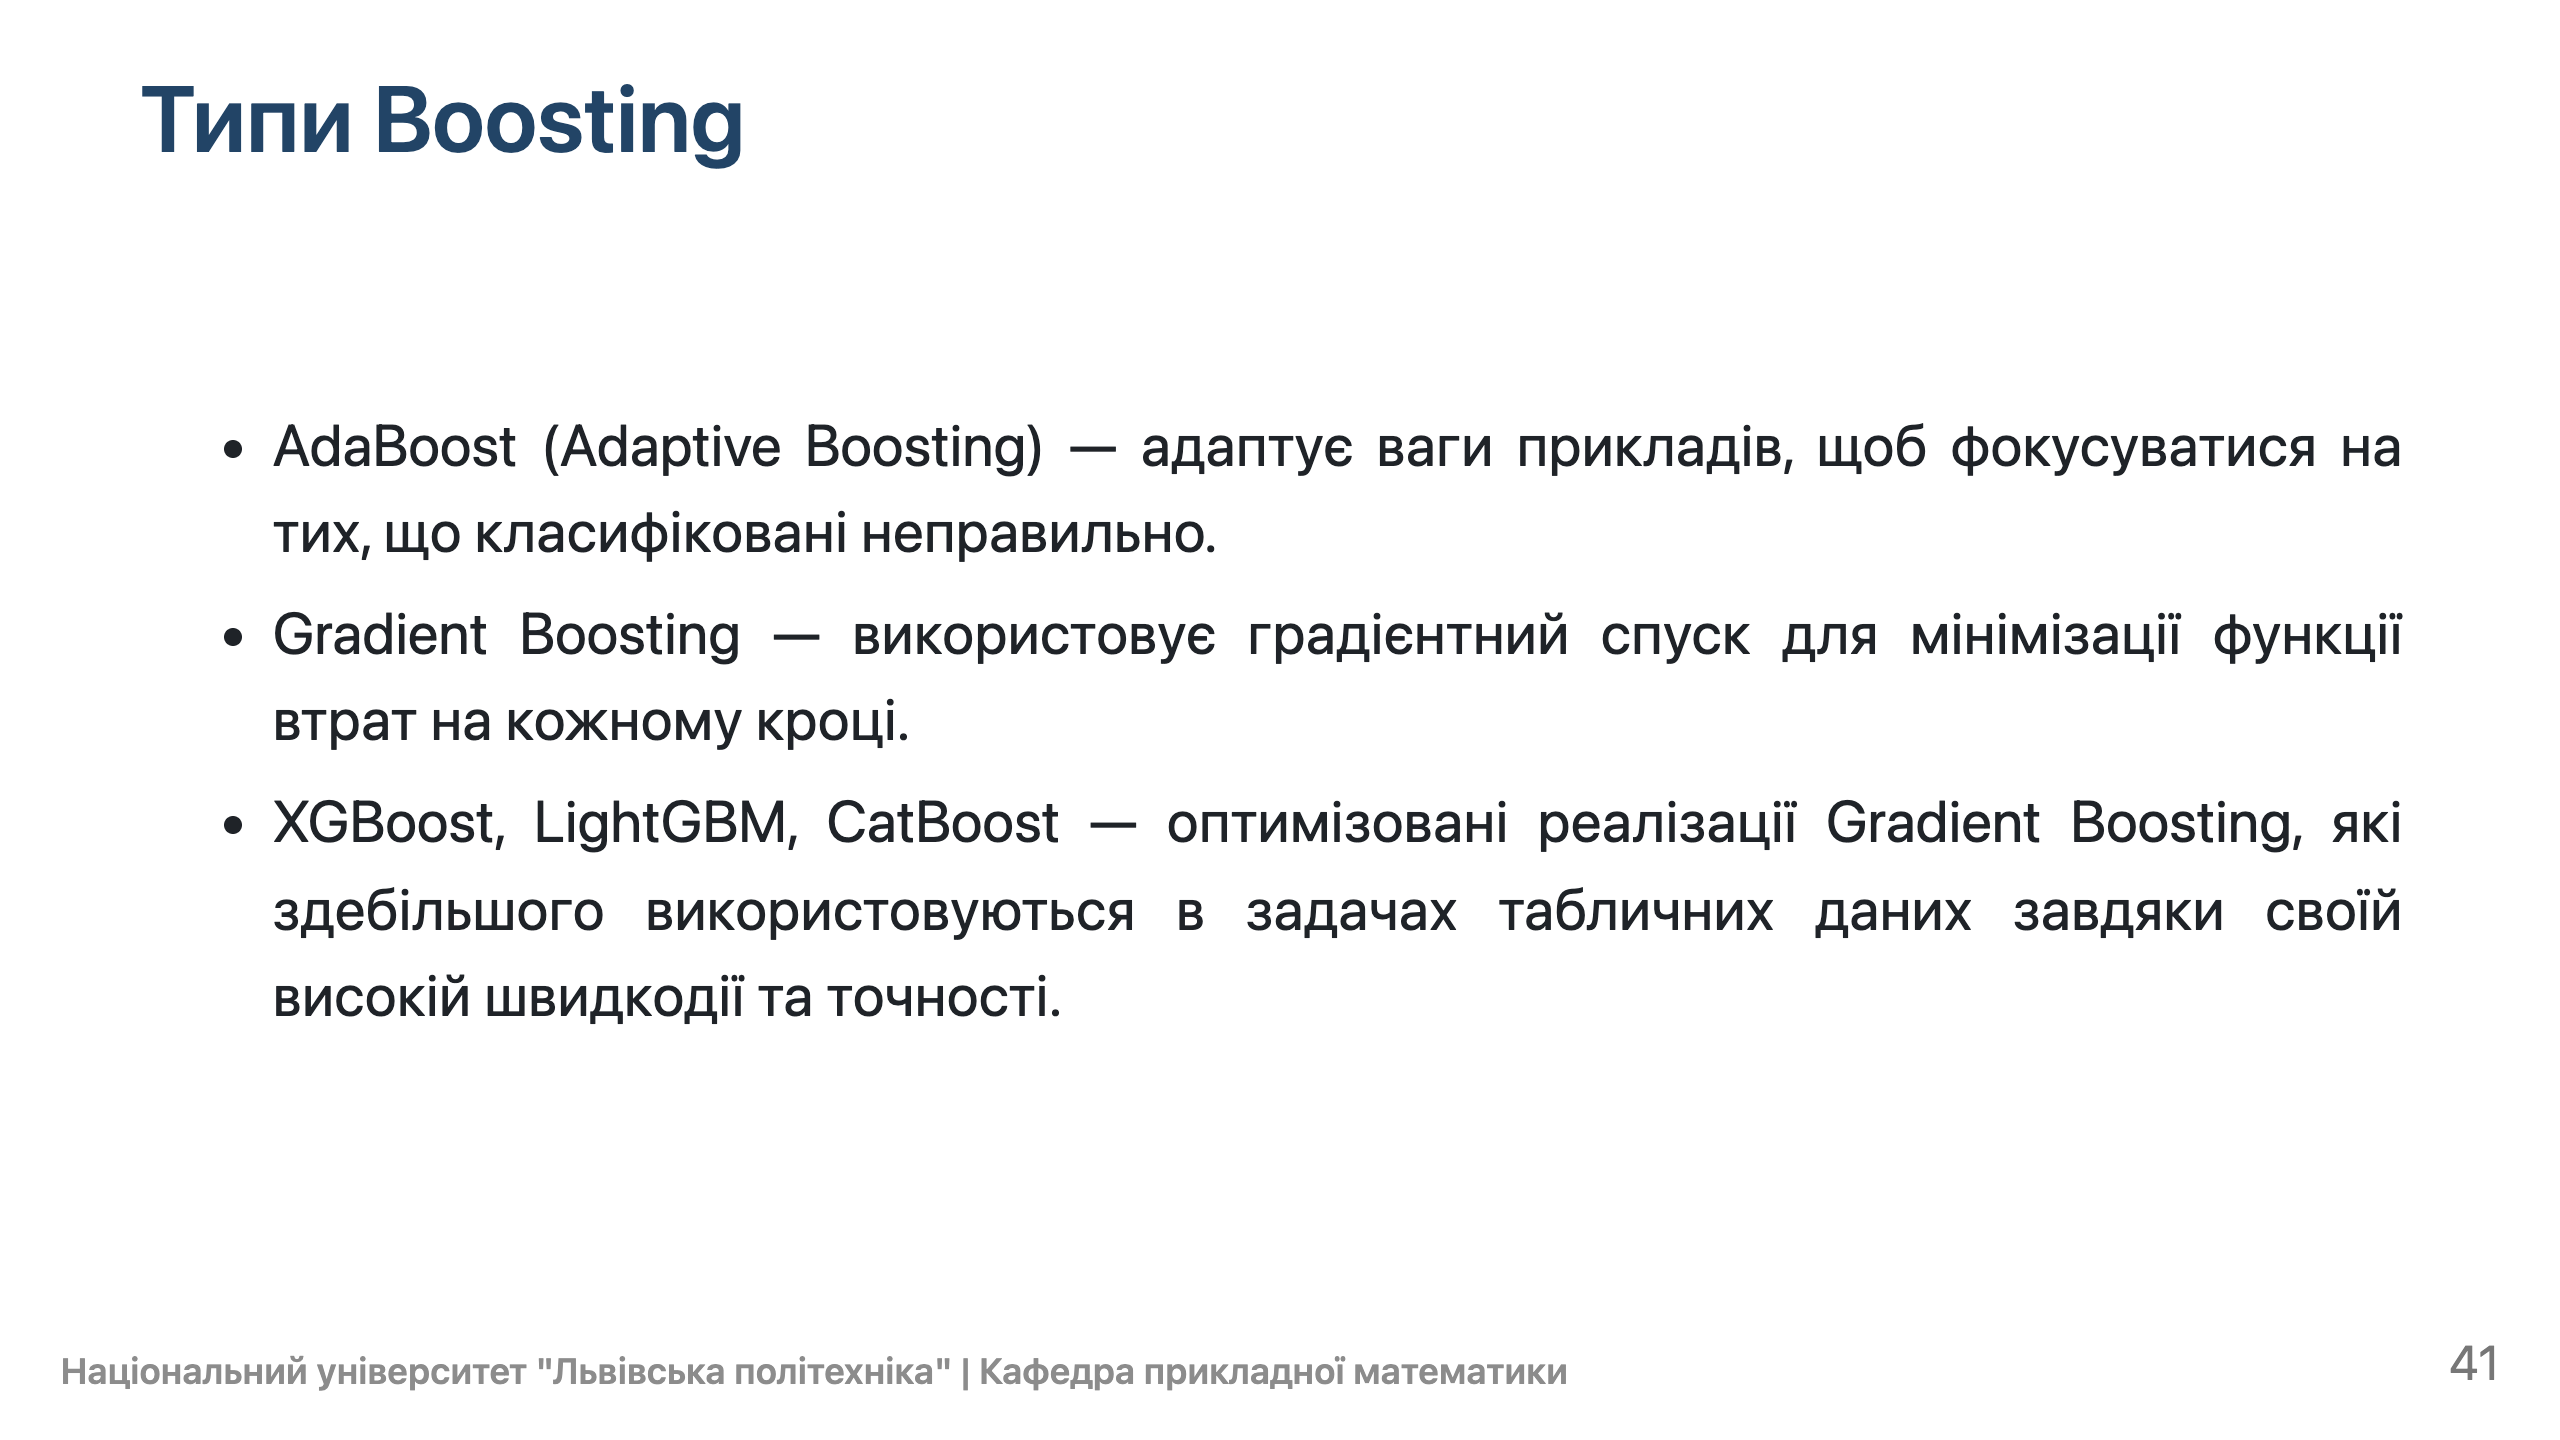 Типи Boosting
• AdaBoost (Adaptive Boosting) — адаптує ваги прикладів, щоб фокусуватися на
тих, що класифіковані неправильно.
• Gradient Boosting — використовує градієнтний спуск для мінімізації функції
втрат на кожному кроці.
• XGBoost, LightGBM, CatBoost — оптимізовані реалізації Gradient Boosting, які
здебільшого використовуються в задачах табличних даних завдяки своїй
високій швидкодії та точності.
Національний університет "Львівська політехніка" | Кафедра прикладної математики
41